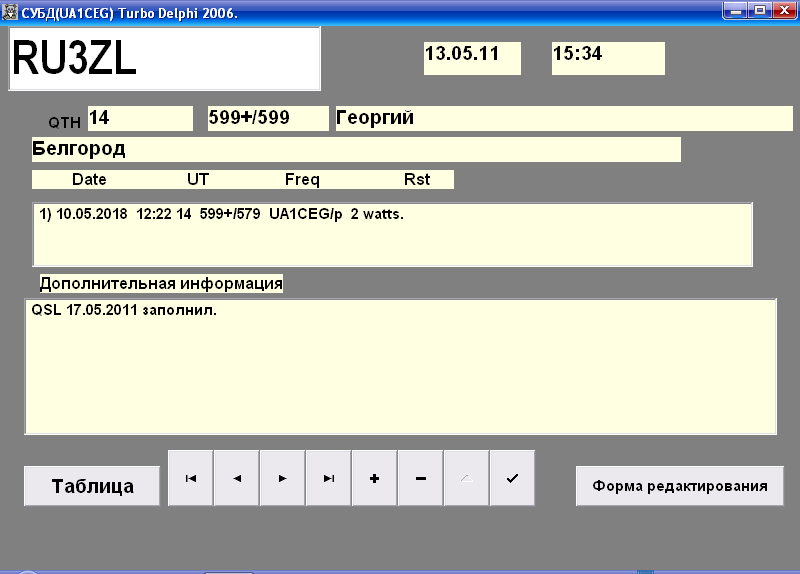 СУБД(UA1CEG) Turbo Delphi 2006.
RU3ZL 13.05.11 15:34
QTH 14 599+/599 Георгий
Белгород
Date UT Freq Rst
1) 10.05.2018 12:22 14 599+/579 UA1CEG/p 2 watts.
Дополнительная информация
QSL 17.05.2011 заполнил.
Таблица Форма редактирования